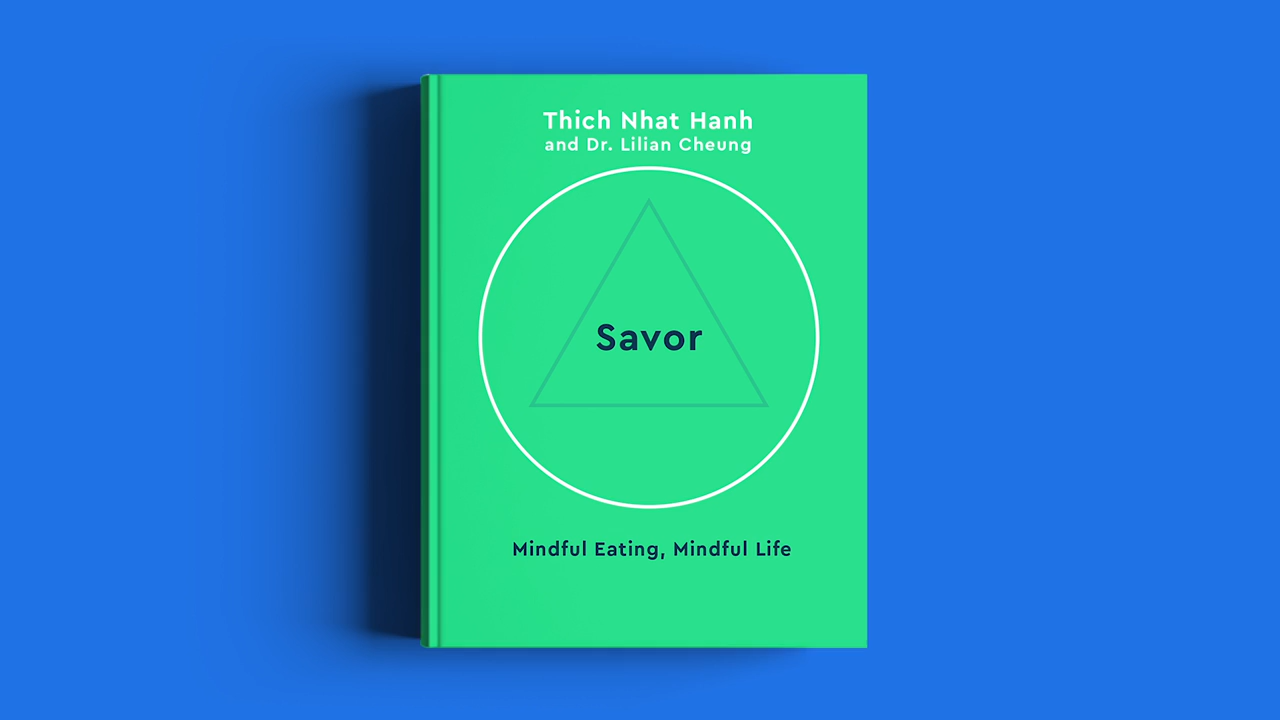 Thich Nhat Hanh
and Dr. Lilian Cheung
Savor
Mindful Eating, Mindful Life